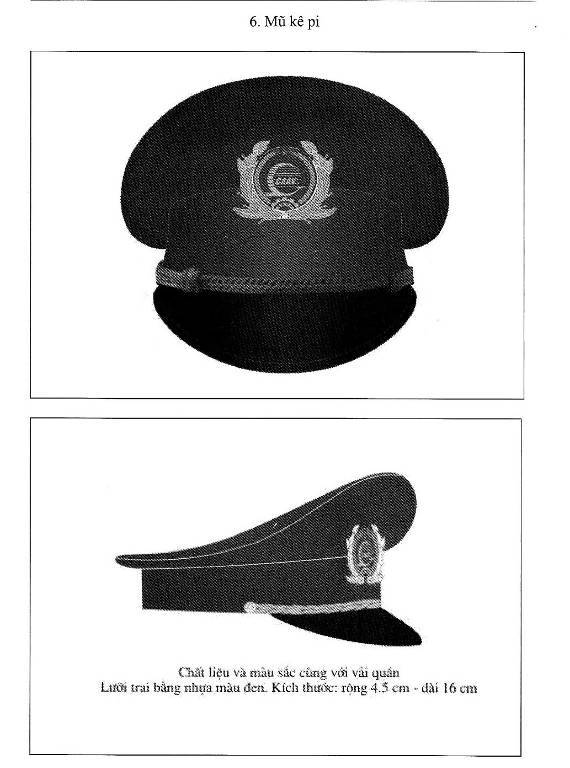 6. Mũ kê pi
Chất liệu và màu sắc cùng với vải quần
Lưỡi trai bằng nhựa màu đen. Kích thước: rộng 4.5 cm - dài 16 cm